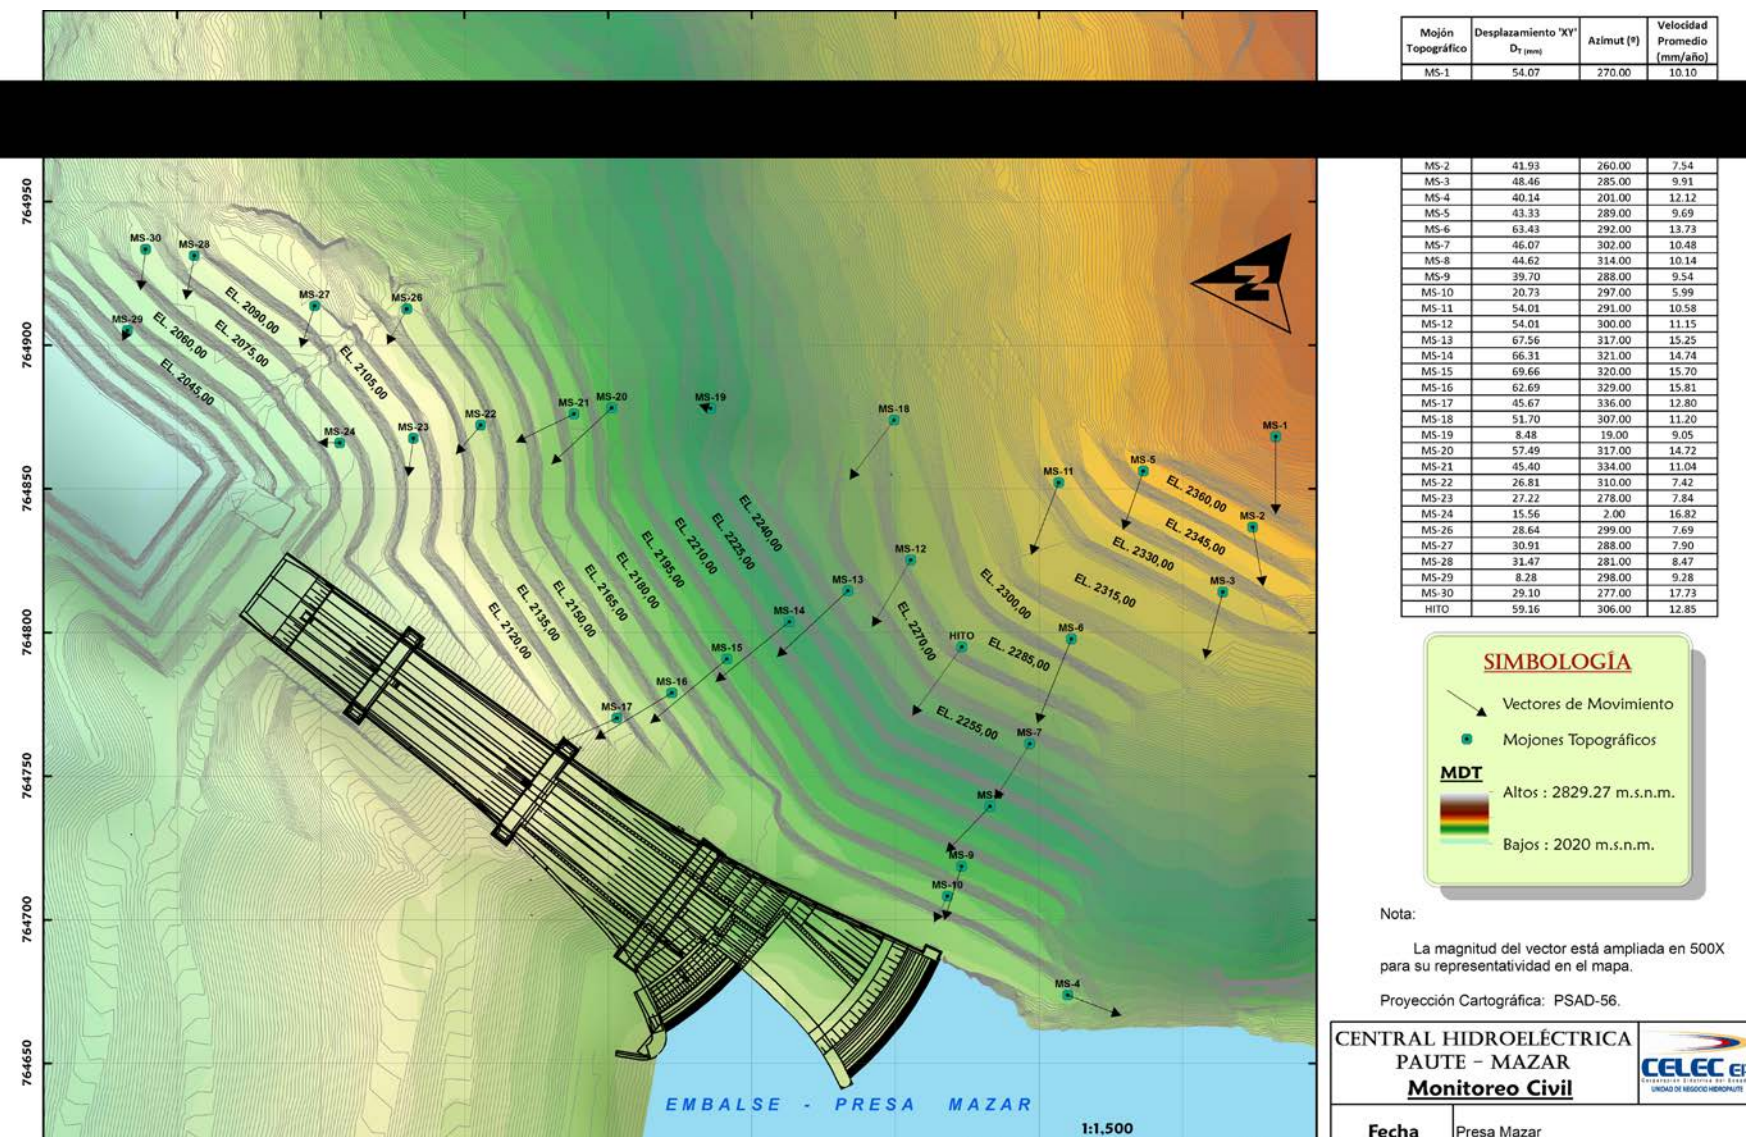 764950
764900
764850
764800
764750
764700
764650
MS-30
MS-28
MS-27
MS-26
MS-29
EL. 2090,00
EL. 2060,00
EL. 2075,00
EL. 2045,00
EL. 2105,00
MS-24
MS-23
MS-22
MS-21
MS-20
MS-19
MS-18
MS-1
MS-5
MS-11
MS-2
MS-3
EL. 2360,00
EL. 2345,00
EL. 2330,00
EL. 2315,00
EL. 2300,00
EL. 2285,00
EL. 2270,00
EL. 2255,00
EL. 2240,00
EL. 2225,00
EL. 2210,00
EL. 2195,00
EL. 2180,00
EL. 2165,00
EL. 2150,00
EL. 2135,00
EL. 2120,00
MS-12
MS-13
MS-14
MS-15
MS-16
MS-17
HITO
MS-6
MS-7
MS-9
MS-10
MS-4
N
EMBALSE - PRESA MAZAR
1:1,500
Mojón Topográfico Desplazamiento 'XY' DT (mm) Azimut (º) Velocidad Promedio (mm/año)
MS-1 54.07 270.00 10.10
MS-2 41.93 260.00 7.54
MS-3 48.46 285.00 9.91
MS-4 40.14 201.00 12.12
MS-5 43.33 289.00 9.69
MS-6 63.43 292.00 13.73
MS-7 46.07 302.00 10.48
MS-8 44.62 314.00 10.14
MS-9 39.70 288.00 9.54
MS-10 20.73 297.00 5.99
MS-11 54.01 291.00 10.58
MS-12 54.01 300.00 11.15
MS-13 67.56 317.00 15.25
MS-14 66.31 321.00 14.74
MS-15 69.66 320.00 15.70
MS-16 62.69 329.00 15.81
MS-17 45.67 336.00 12.80
MS-18 51.70 307.00 11.20
MS-19 8.48 19.00 9.05
MS-20 57.49 317.00 14.72
MS-21 45.40 334.00 11.04
MS-22 26.81 310.00 7.42
MS-23 27.22 278.00 7.84
MS-24 15.56 2.00 16.82
MS-26 28.64 299.00 7.69
MS-27 30.91 288.00 7.90
MS-28 31.47 281.00 8.47
MS-29 8.28 298.00 9.28
MS-30 29.10 277.00 17.73
HITO 59.16 306.00 12.85
SIMBOLOGÍA
Vectores de Movimiento
Mojones Topográficos
MDT
Altos : 2829.27 m.s.n.m.
Bajos : 2020 m.s.n.m.
Nota:
La magnitud del vector está ampliada en 500X
para su representatividad en el mapa.
Proyección Cartográfica: PSAD-56.
CENTRAL HIDROELÉCTRICA
PAUTE - MAZAR
Monitoreo Civil
CELEC EP
UNIDAD DE NEGOCIO HIDROPAUTE
Fecha
Presa Mazar